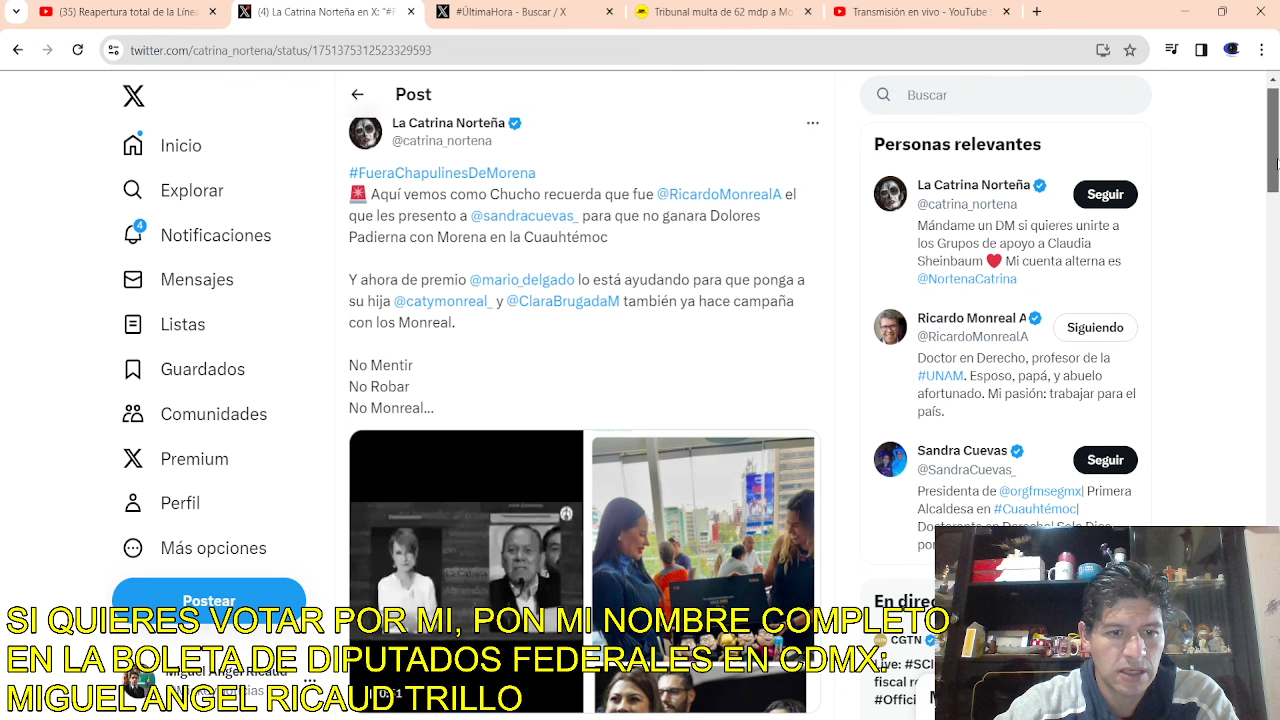 (35) Reapertura total de la Líne
(4) La Catrina Norteña en X: "#F
#ÚltimaHora - Buscar / X
Tribunal multa de 62 mdp a Mo
Transmisión en vivo - YouTube
twitter.com/catrina_nortena/status/1751375312523329593
Post
Buscar
La Catrina Norteña
@catrina_nortena
Inicio
Explorar
Notificaciones
4
Mensajes
Listas
Guardados
Comunidades
Premium
Perfil
Más opciones
Postear
#FueraChapulinesDeMorena
Aquí vemos como Chucho recuerda que fue @RicardoMonrealA el
que les presento a @sandracuevas_ para que no ganara Dolores
Padierna con Morena en la Cuauhtémoc
Y ahora de premio @mario_delgado lo está ayudando para que ponga a
su hija @catymonreal_ y @ClaraBrugadaM también ya hace campaña
con los Monreal.
No Mentir
No Robar
No Monreal...
Personas relevantes
La Catrina Norteña
@catrina_nortena
Seguir
Mándame un DM si quieres unirte a
los Grupos de apoyo a Claudia
Sheinbaum ❤️ Mi cuenta alterna es
@NortenaCatrina
Ricardo Monreal A
@RicardoMonrealA
Siguiendo
Doctor en Derecho, profesor de la
#UNAM. Esposo, papá, y abuelo
afortunado. Mi pasión: trabajar para el
país.
Sandra Cuevas
@SandraCuevas_
Seguir
Presidenta de @orgfmsegmx| Primera
Alcaldesa en #Cuauhtémoc|
En direc
CGTN
#Offici
SI QUIERES VOTAR POR MI, PON MI NOMBRE COMPLETO
EN LA BOLETA DE DIPUTADOS FEDERALES EN CDMX:
MIGUEL ANGEL RICAUD TRILLO